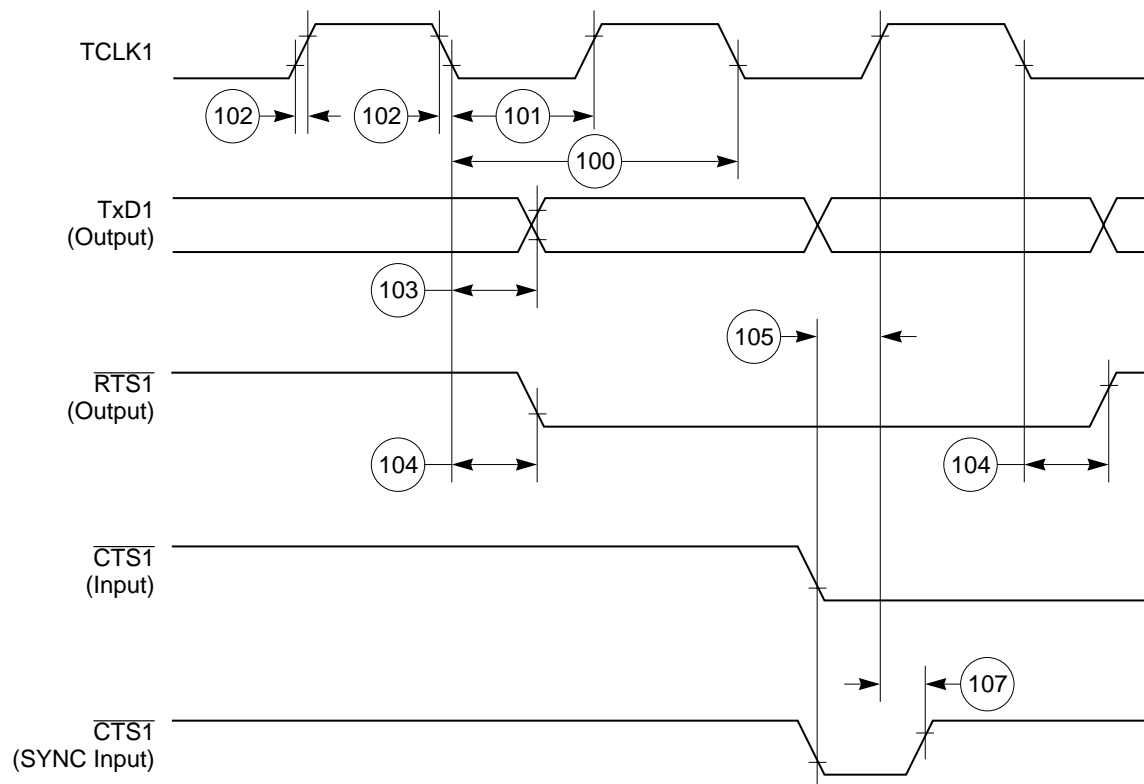 TCLK1
102
102
101
100
TxD1
(Output)
103
105
RTS1
(Output)
104
104
CTS1
(Input)
107
CTS1
(SYNC Input)